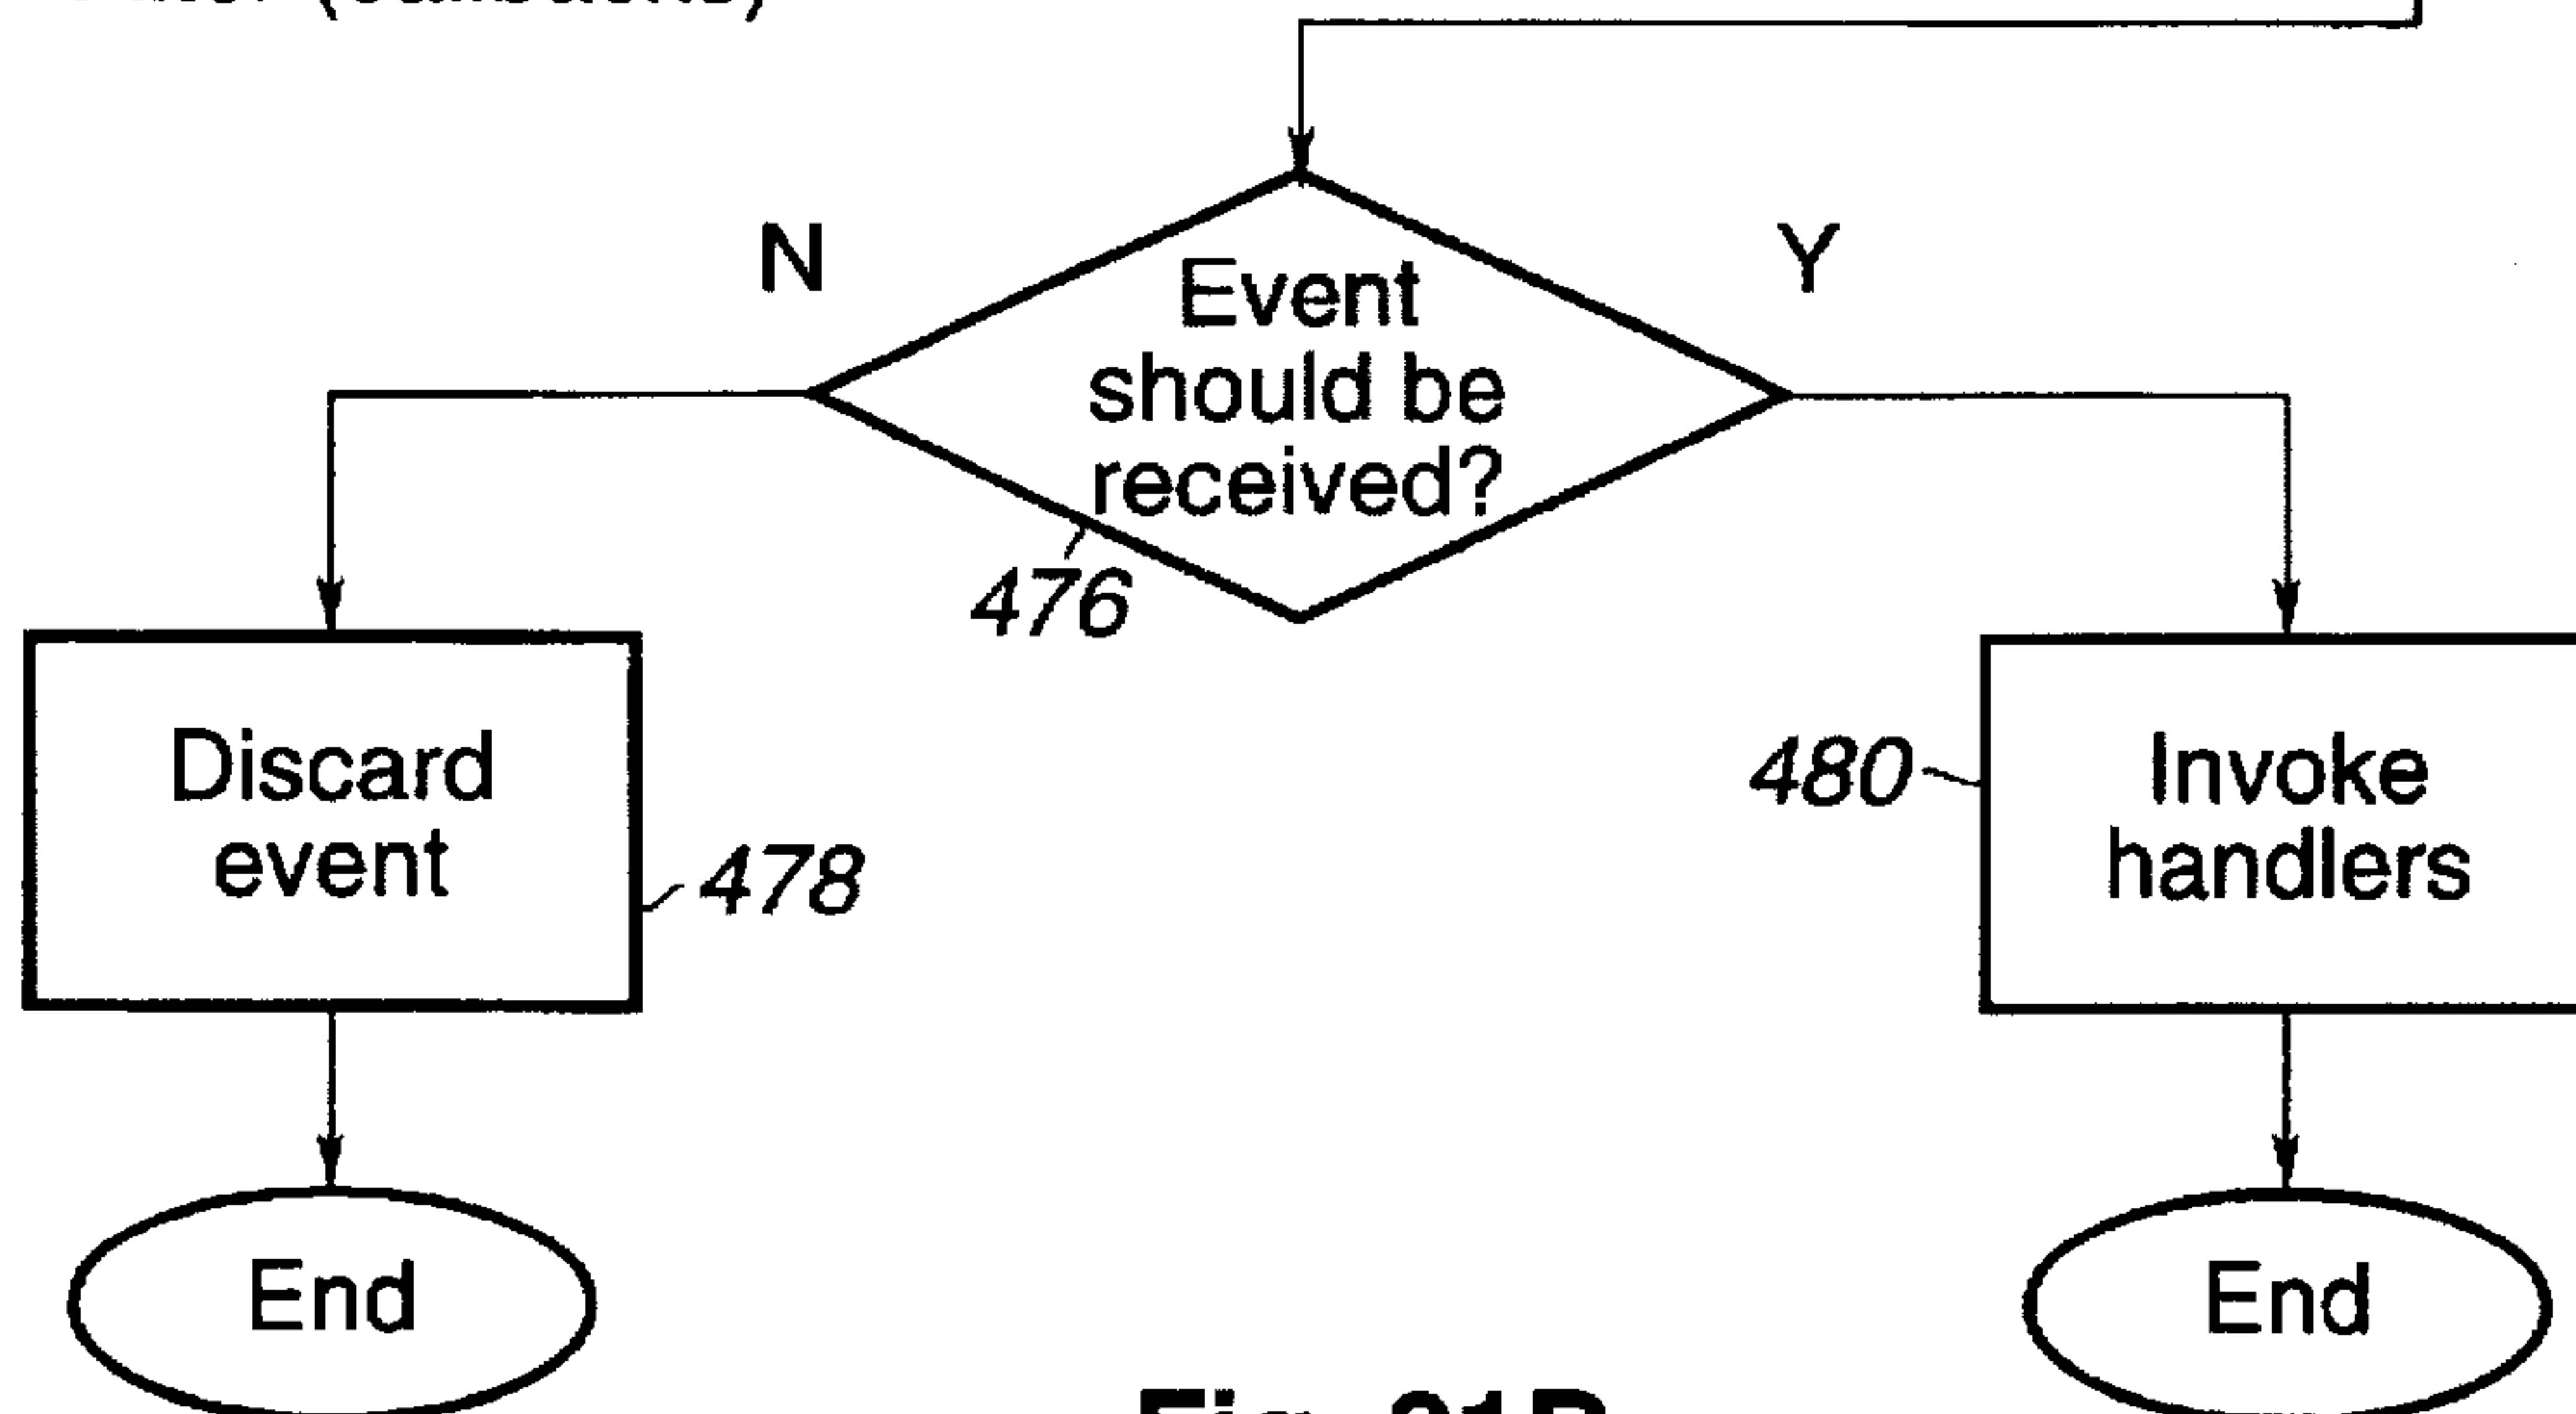 N
Y
Event
should be
received?
476
Discard
event
478
480
Invoke
handlers
End
End